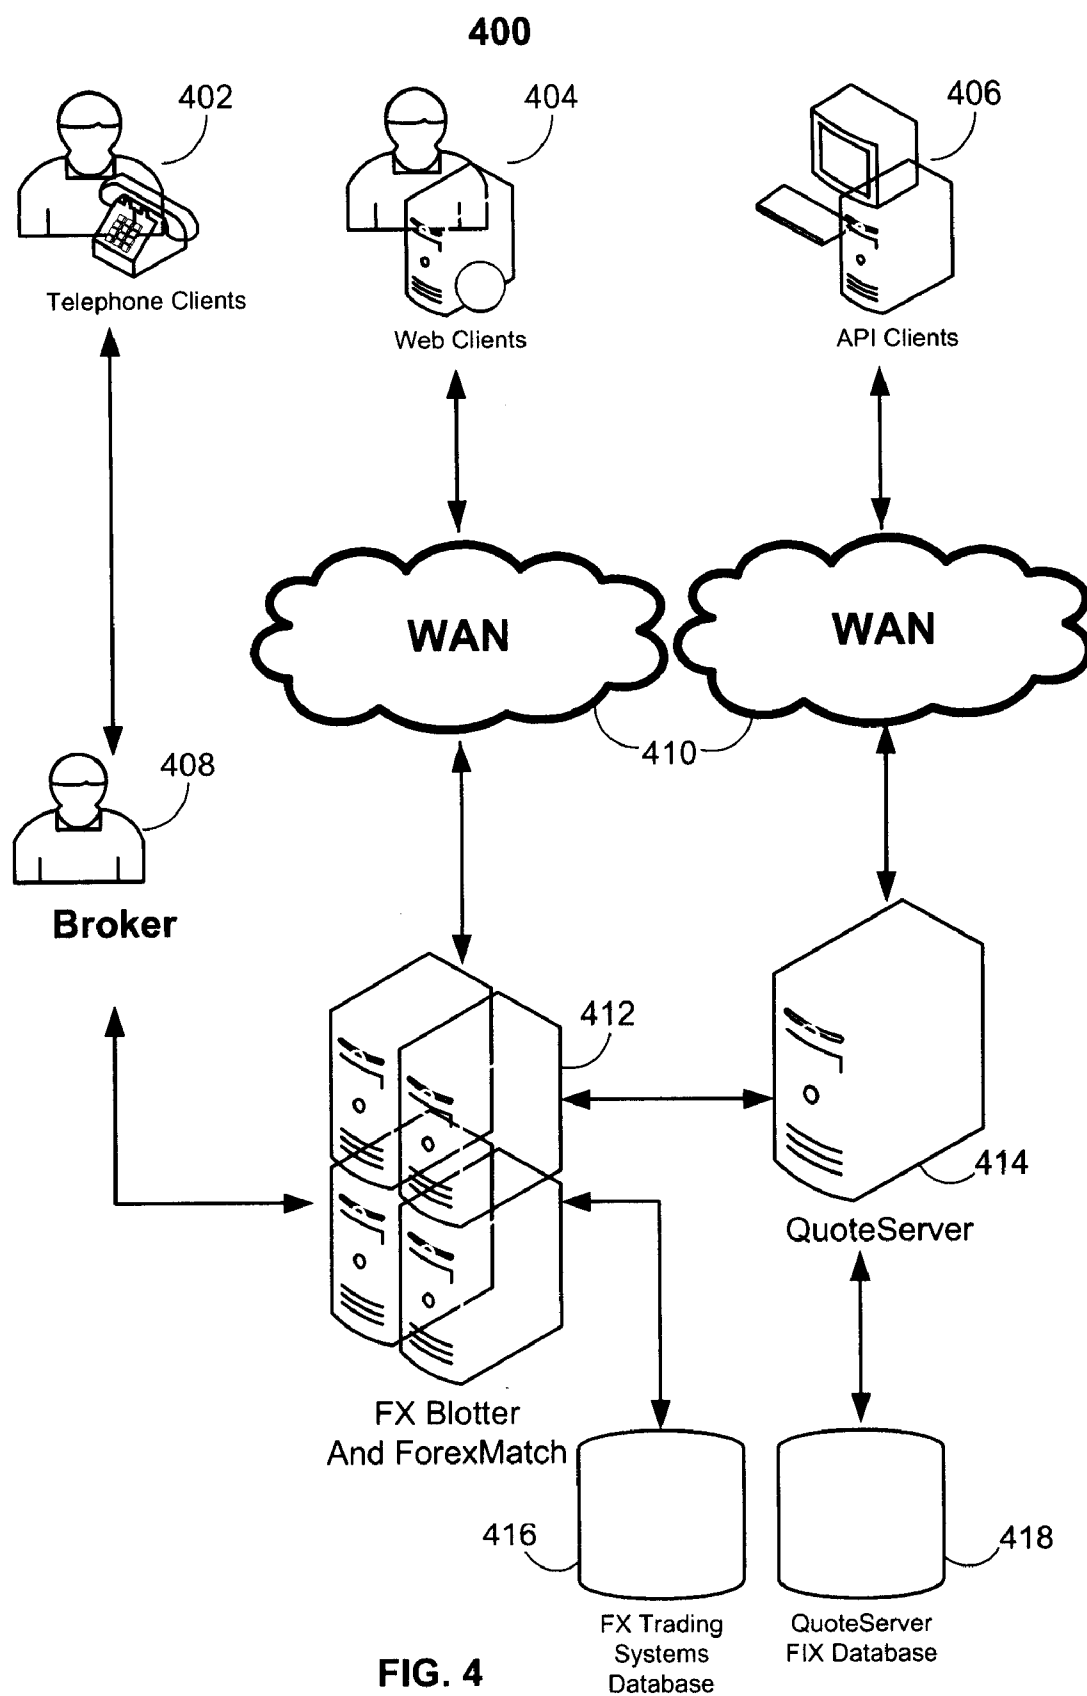 400
402
404
406
Telephone Clients
Web Clients
API Clients
WAN
WAN
410
408
Broker
412
414
QuoteServer
FX Blotter
And ForexMatch
416
418
FX Trading
Systems
Database
QuoteServer
FIX Database
FIG. 4